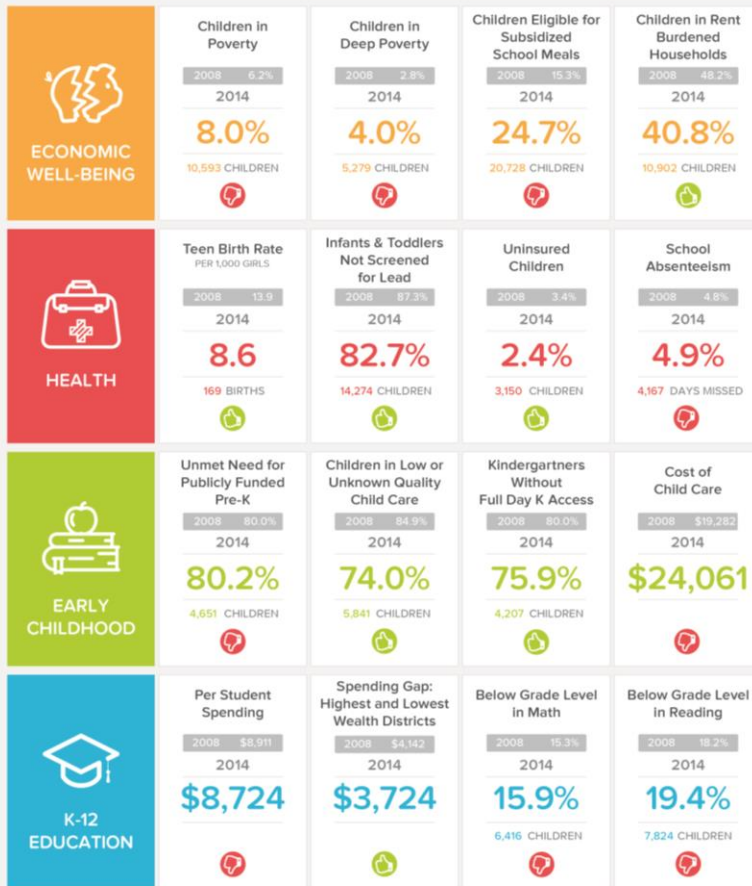 ECONOMIC
WELL-BEING
Children in
Poverty
2008 6.2%
2014
8.0%
10,593 CHILDREN
Children in
Deep Poverty
2008 2.8%
2014
4.0%
5,279 CHILDREN
Children Eligible for
Subsidized
School Meals
2008 15.3%
2014
24.7%
20,728 CHILDREN
Children in Rent
Burdened
Households
2008 48.2%
2014
40.8%
10,902 CHILDREN
HEALTH
Teen Birth Rate
PER 1,000 GIRLS
2008 13.9
2014
8.6
169 BIRTHS
Infants & Toddlers
Not Screened
for Lead
2008 87.3%
2014
82.7%
14,274 CHILDREN
Uninsured
Children
2008 3.4%
2014
2.4%
3,150 CHILDREN
School
Absenteeism
2008 4.8%
2014
4.9%
4,167 DAYS MISSED
EARLY
CHILDHOOD
Unmet Need for
Publicly Funded
Pre-K
2008 80.0%
2014
80.2%
4,651 CHILDREN
Children in Low or
Unknown Quality
Child Care
2008 84.9%
2014
74.0%
5,841 CHILDREN
Kindergartners
Without
Full Day K Access
2008 80.0%
2014
75.9%
4,207 CHILDREN
Cost of
Child Care
2008 $19,282
2014
$24,061
K-12
EDUCATION
Per Student
Spending
2008 $8,911
2014
$8,724
Spending Gap:
Highest and Lowest
Wealth Districts
2008 $4,142
2014
$3,724
Below Grade Level
in Math
2008 15.3%
2014
15.9%
6,416 CHILDREN
Below Grade Level
in Reading
2008 18.2%
2014
19.4%
7,824 CHILDREN